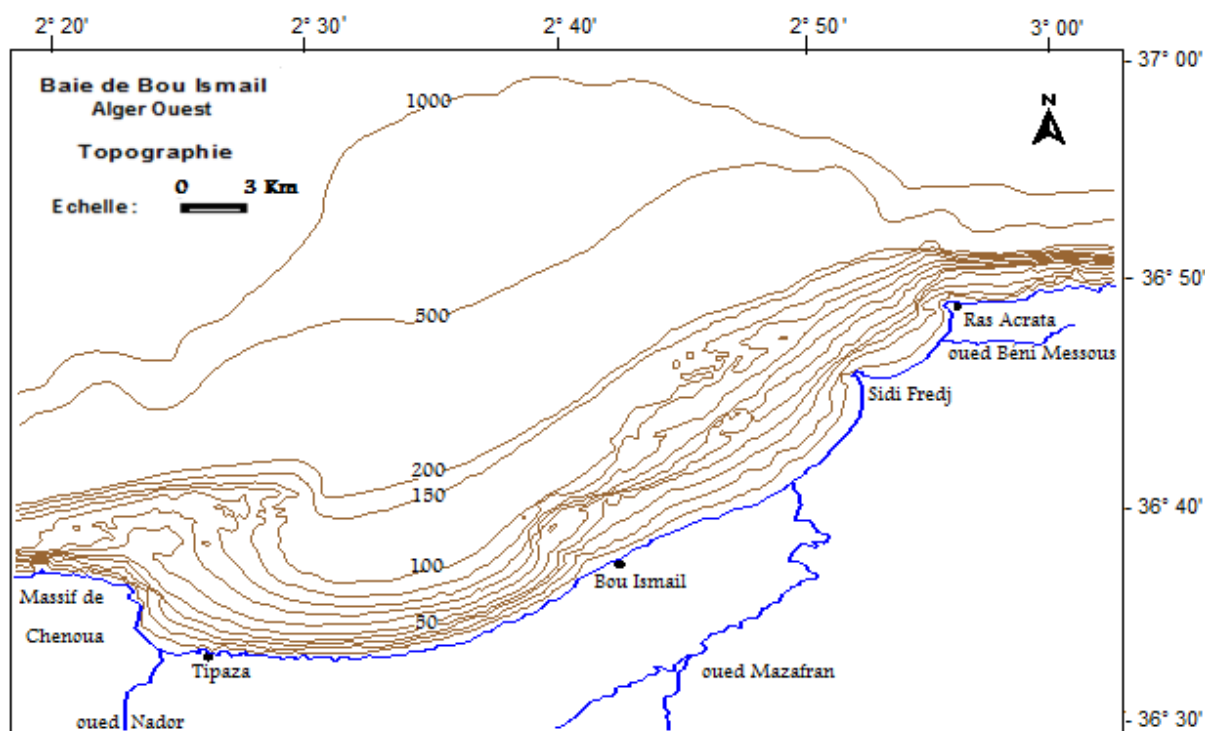 2° 20'
2° 30'
2° 40'
2° 50'
3° 00'
37° 00'
Baie de Bou Ismail
Alger Ouest
Topographie
0 3 Km
Echelle:
N
1000
500
200
150
100
50
36° 50'
Ras Acrata
oued Béni Messous
Sidi Fredj
36° 40'
Bou Ismail
Massif de
Chenoua
Tipaza
oued Mazafran
oued Nador
36° 30'